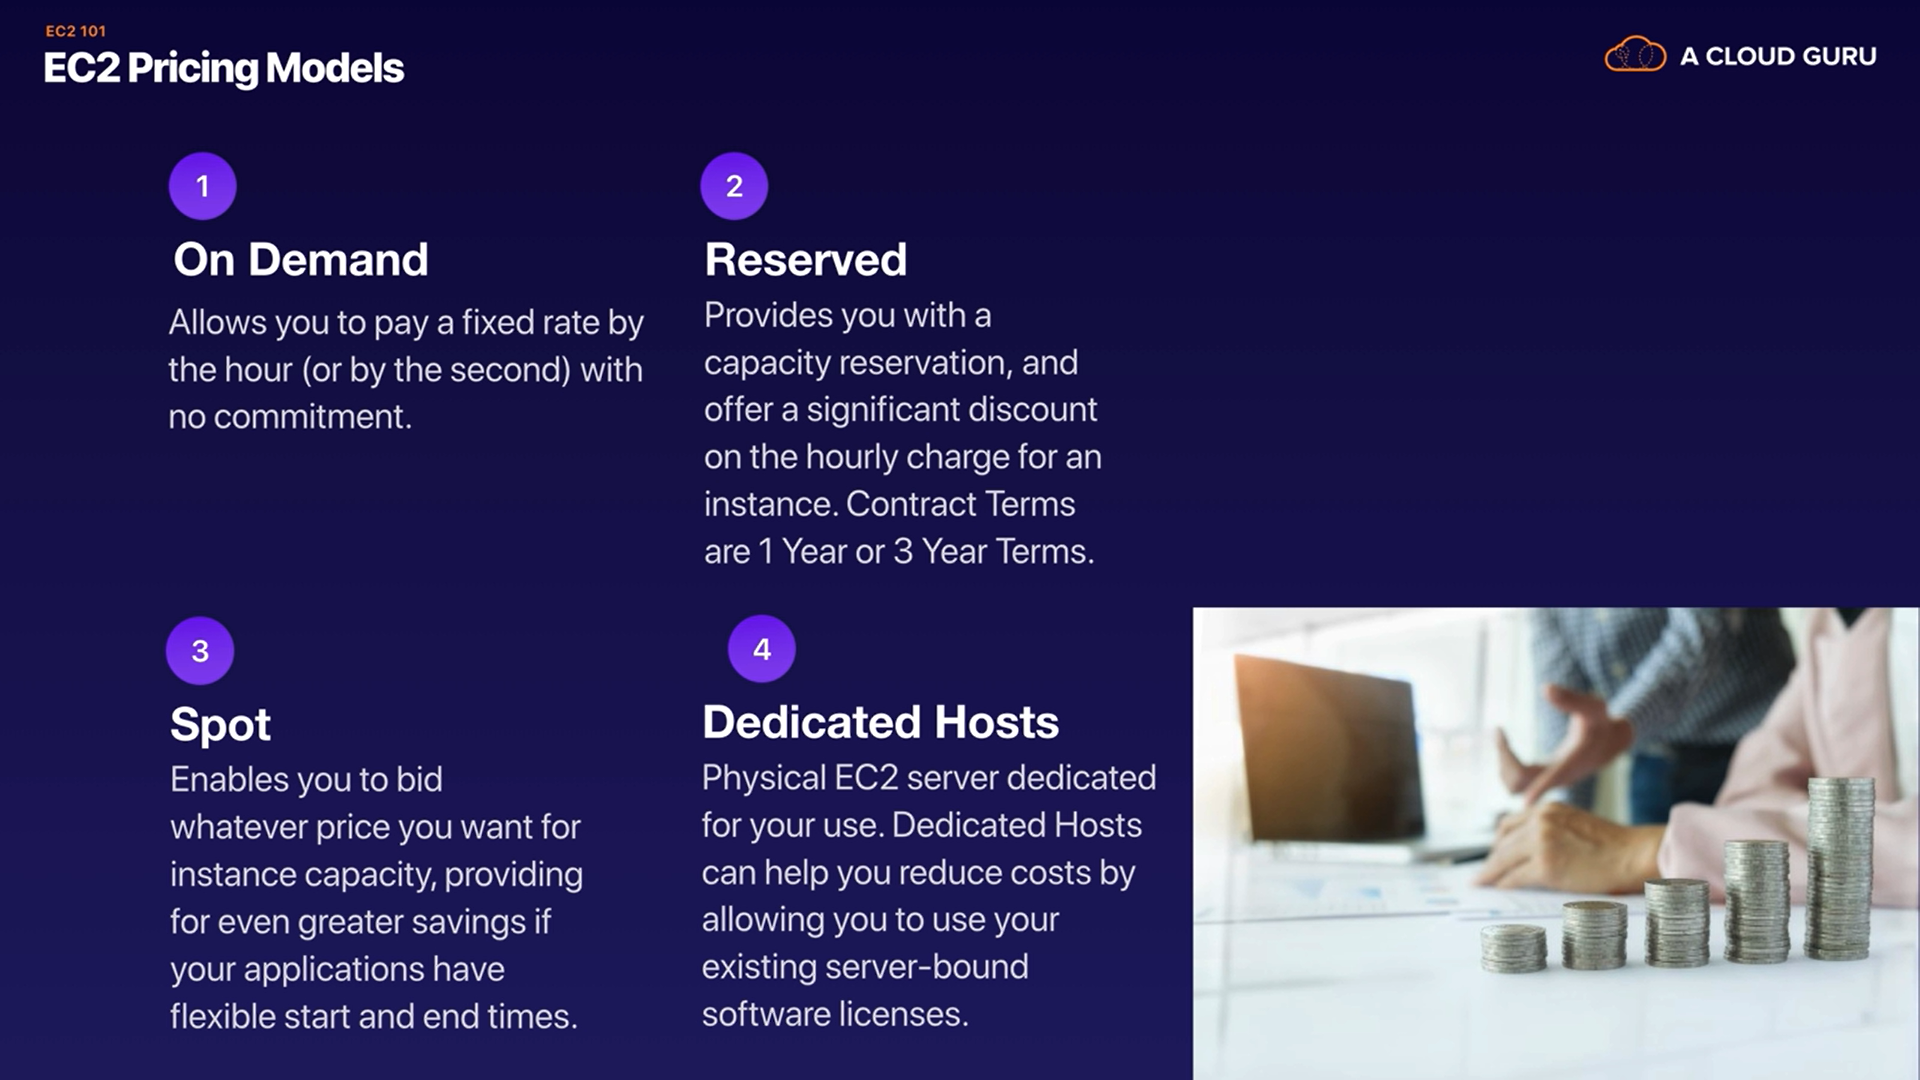 EC2 101
EC2 Pricing Models
A CLOUD GURU
1
On Demand
Allows you to pay a fixed rate by
the hour (or by the second) with
no commitment.
2
Reserved
Provides you with a
capacity reservation, and
offer a significant discount
on the hourly charge for an
instance. Contract Terms
are 1 Year or 3 Year Terms.
3
Spot
Enables you to bid
whatever price you want for
instance capacity, providing
for even greater savings if
your applications have
flexible start and end times.
4
Dedicated Hosts
Physical EC2 server dedicated
for your use. Dedicated Hosts
can help you reduce costs by
allowing you to use your
existing server-bound
software licenses.